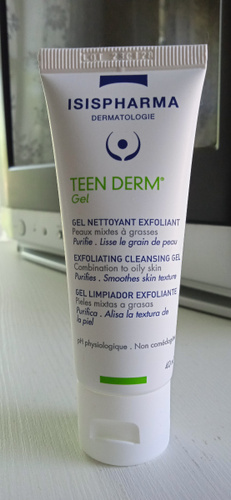 ISISPHARMA
DERMATOLOGIE
TEEN DERM®
Gel
GEL NETTOYANT EXFOLIANT
Peaux mixtes à grasses
Purifie . Lisse le grain de peau
EXFOLIATING CLEANSING GEL
Combination to oily skin
Purifies . Smoothes skin texture
GEL LIMPIADOR EXFOLIANTE
Pieles mixtas a grasas
Purifica . Alisa la textura de
la piel
pH physiologique . Non